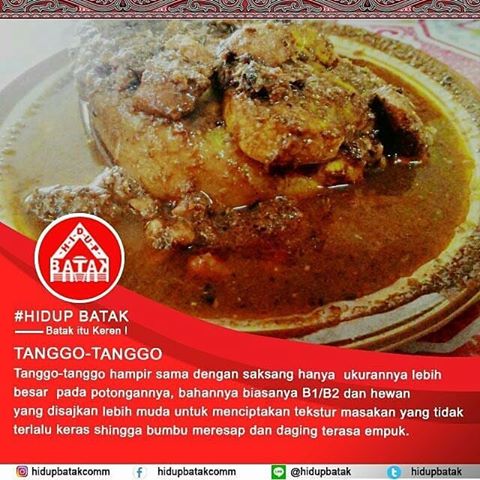 HIDUP
BATAK
#HIDUP BATAK
Batak itu Keren !
TANGGO-TANGGO
Tanggo-tanggo hampir sama dengan saksang hanya ukurannya lebih
besar pada potongannya, bahannya biasanya B1/B2 dan hewan
yang disajkan lebih muda untuk menciptakan tekstur masakan yang tidak
terlalu keras shingga bumbu meresap dan daging terasa empuk.
hidupbatakcomm hidupbatakcomm @hidupbatak hidupbatak